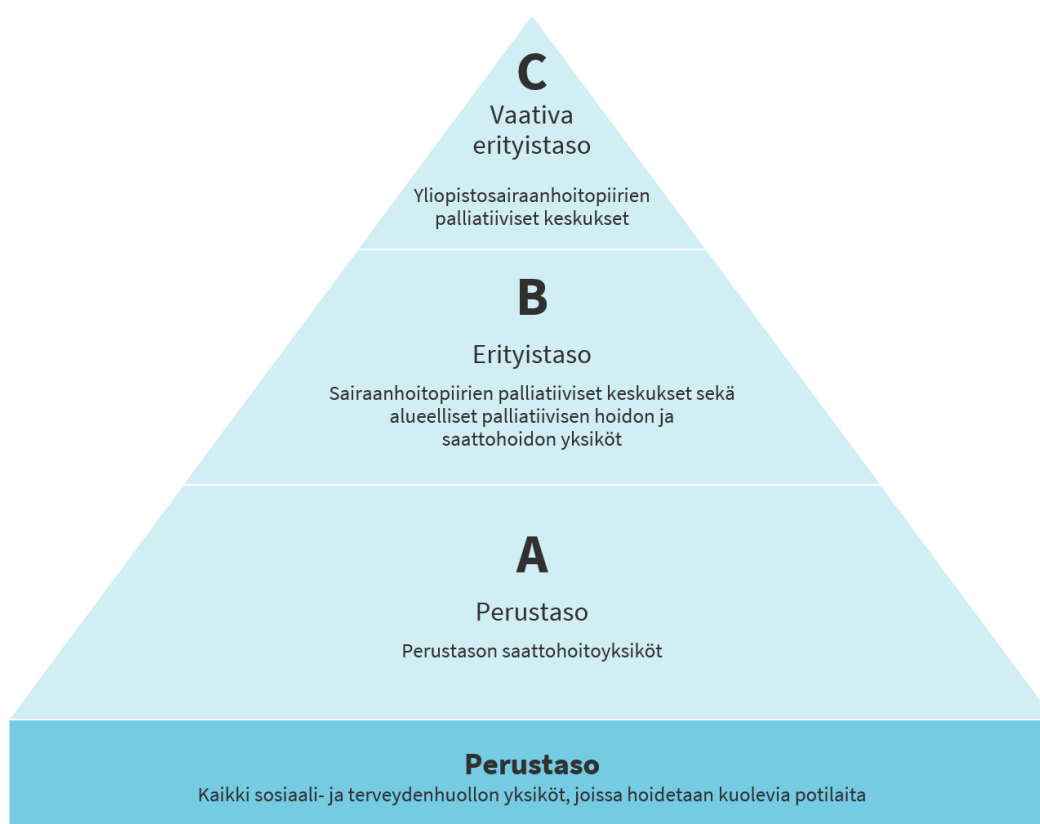 C
Vaativa
erityistaso
Yliopistosairaanhoitopiirien
palliatiiviset keskukset
B
Erityistaso
Sairaanhoitopiirien palliatiiviset keskukset sekä
alueelliset palliatiivisen hoidon ja
saattohoidon yksiköt
A
Perustaso
Perustason saattohoitoyksiköt
Perustaso
Kaikki sosiaali- ja terveydenhuollon yksiköt, joissa hoidetaan kuolevia potilaita